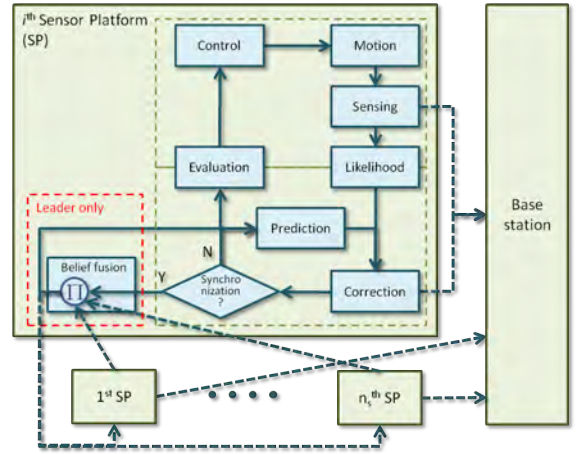 iᵗʰ Sensor Platform
(SP)
Control
Motion
Sensing
Evaluation
Likelihood
Base
station
Leader only
Prediction
N
Belief fusion
Y
Synchro
nization
?
Correction
∏
1ˢᵗ SP
nₛᵗʰ SP